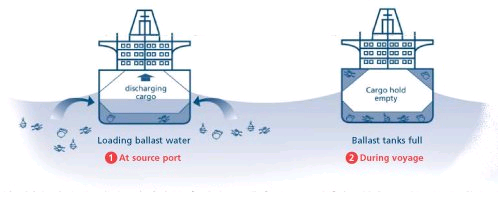 discharging
cargo
Cargo hold
empty
Loading ballast water
Ballast tanks full
1 At source port
2 During voyage